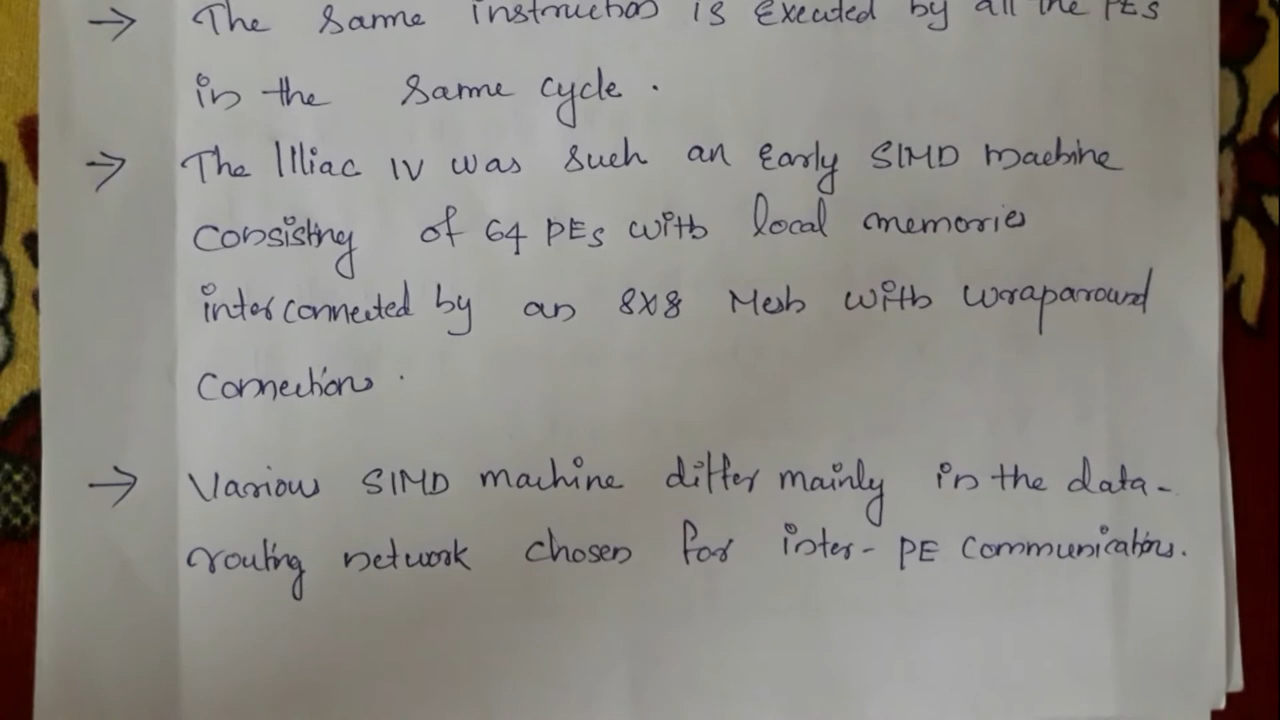 → The same instruction is Executed by all the PEs
in the same cycle.
→ The Illiac IV was such an Early SIMD machine
consisting of 64 PEs with local memories
interconnected by an 8x8 Mesh with wraparound
connections.
→ Various SIMD machine differ mainly in the data-
routing network chosen for inter-PE communications.